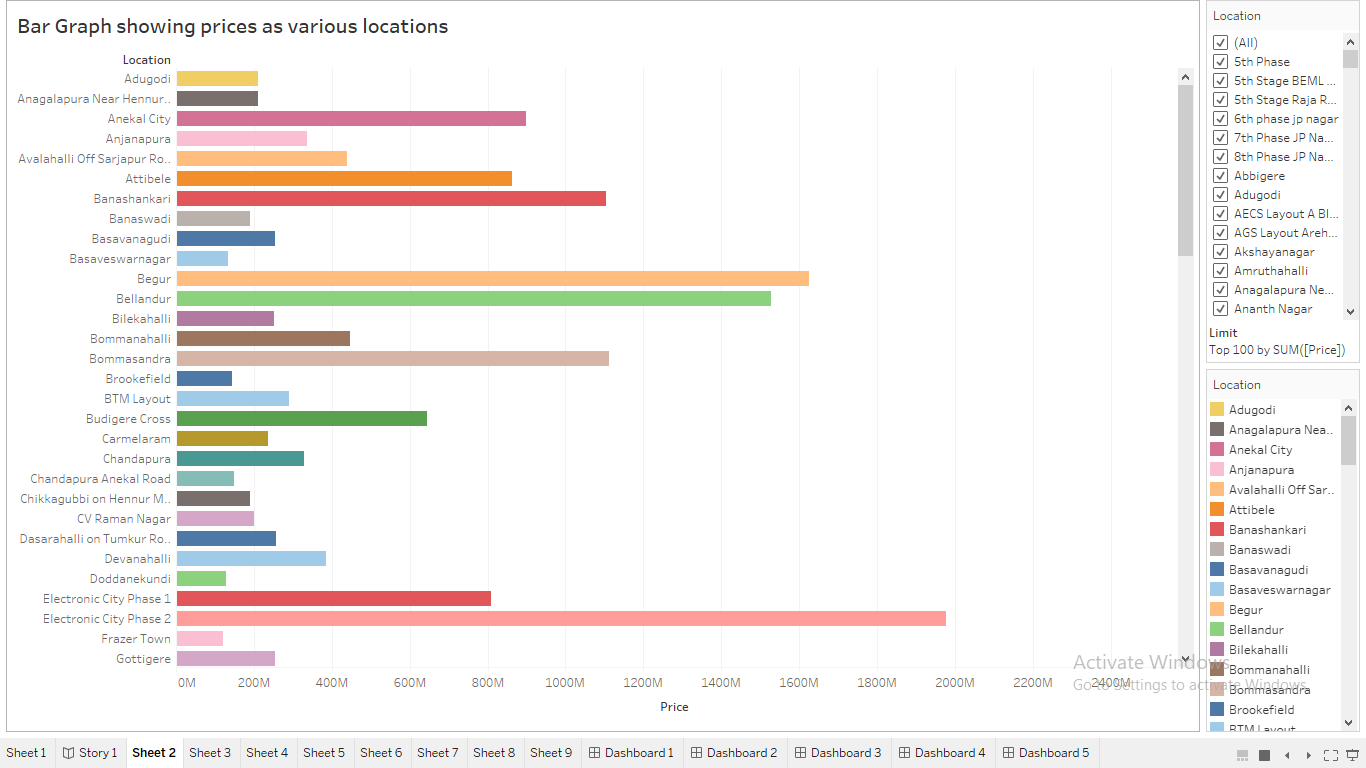 Bar Graph showing prices as various locations
Location
Adugodi
Anagalapura Near Hennur..
Anekal City
Anjanapura
Avalahalli Off Sarjapur Ro..
Attibele
Banashankari
Banaswadi
Basavanagudi
Basaveswarnagar
Begur
Bellandur
Bilekahalli
Bommanahalli
Bommasandra
Brookefield
BTM Layout
Budigere Cross
Carmelaram
Chandapura
Chandapura Anekal Road
Chikkagubbi on Hennur M..
CV Raman Nagar
Dasarahalli on Tumkur Ro..
Devanahalli
Doddanekundi
Electronic City Phase 1
Electronic City Phase 2
Frazer Town
Gottigere
0M 200M 400M 600M 800M 1000M 1200M 1400M 1600M 1800M 2000M 2200M 2400M
Price
Location
(All)
5th Phase
5th Stage BEML ...
5th Stage Raja R...
6th phase jp nagar
7th Phase JP Na...
8th Phase JP Na...
Abbigere
Adugodi
AECS Layout A Bl...
AGS Layout Areh...
Akshayanagar
Amruthahalli
Anagalapura Ne...
Ananth Nagar
Limit
Top 100 by SUM([Price])
Location
Adugodi
Anagalapura Nea..
Anekal City
Anjanapura
Avalahalli Off Sar..
Attibele
Banashankari
Banaswadi
Basavanagudi
Basaveswarnagar
Begur
Bellandur
Bilekahalli
Bommanahalli
Bommasandra
Brookefield
BTM Layout
Activate Windows
Go to Settings to activate Windows.
Sheet 1 Story 1 Sheet 2 Sheet 3 Sheet 4 Sheet 5 Sheet 6 Sheet 7 Sheet 8 Sheet 9 Dashboard 1 Dashboard 2 Dashboard 3 Dashboard 4 Dashboard 5